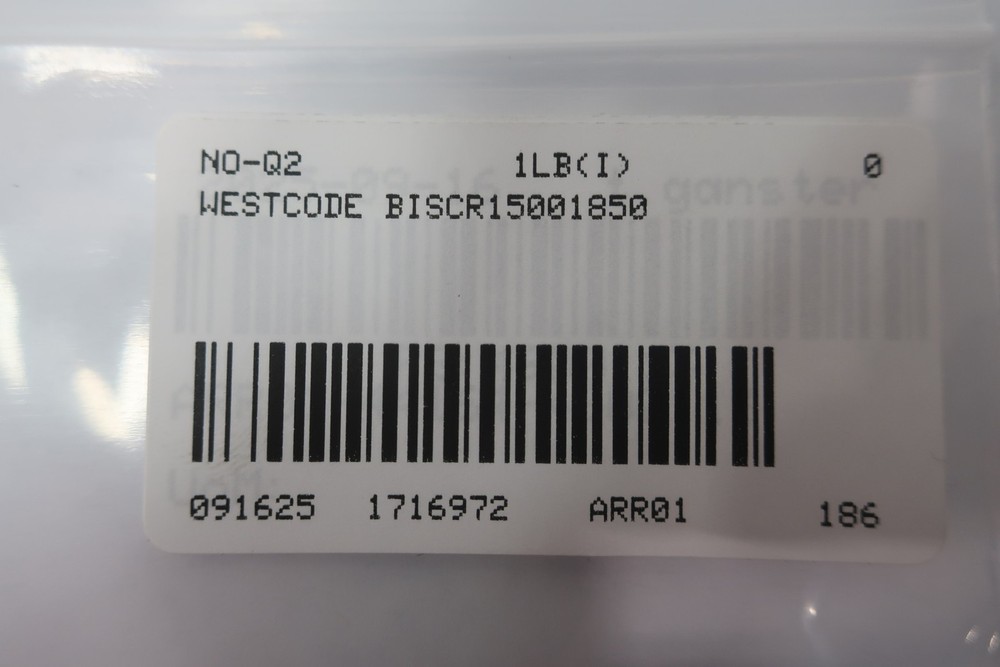 NO-Q2 1LB(I) 0
WESTCODE BISCR15001850
091625 1716972 ARR01 186